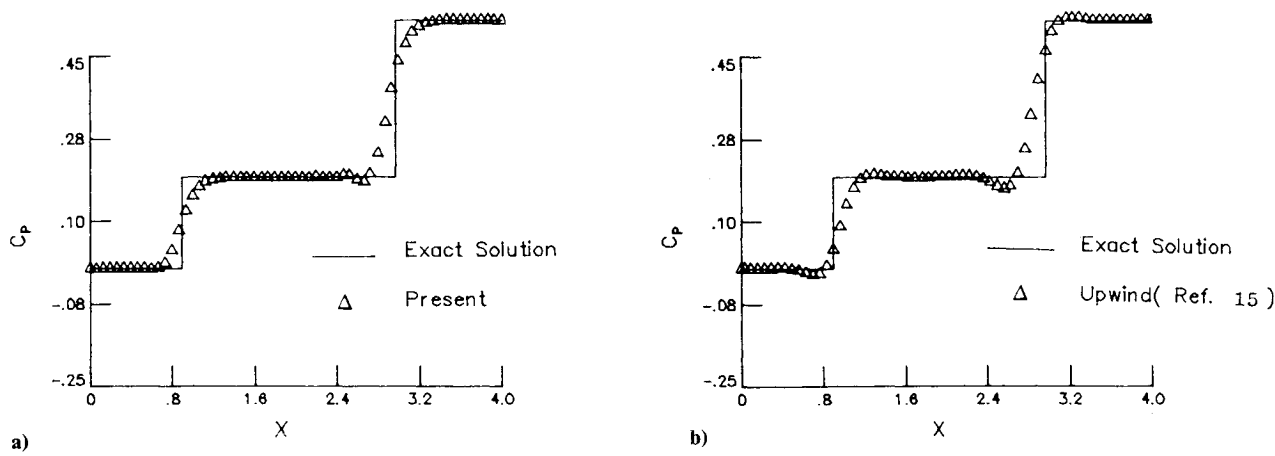 .45
.28
.10
-.08
-.25
CP
0 .8 1.6 2.4 3.2 4.0
X
Exact Solution
Present
a)
.45
.28
.10
-.08
-.25
CP
0 .8 1.6 2.4 3.2 4.0
X
Exact Solution
Upwind( Ref. 15 )
b)